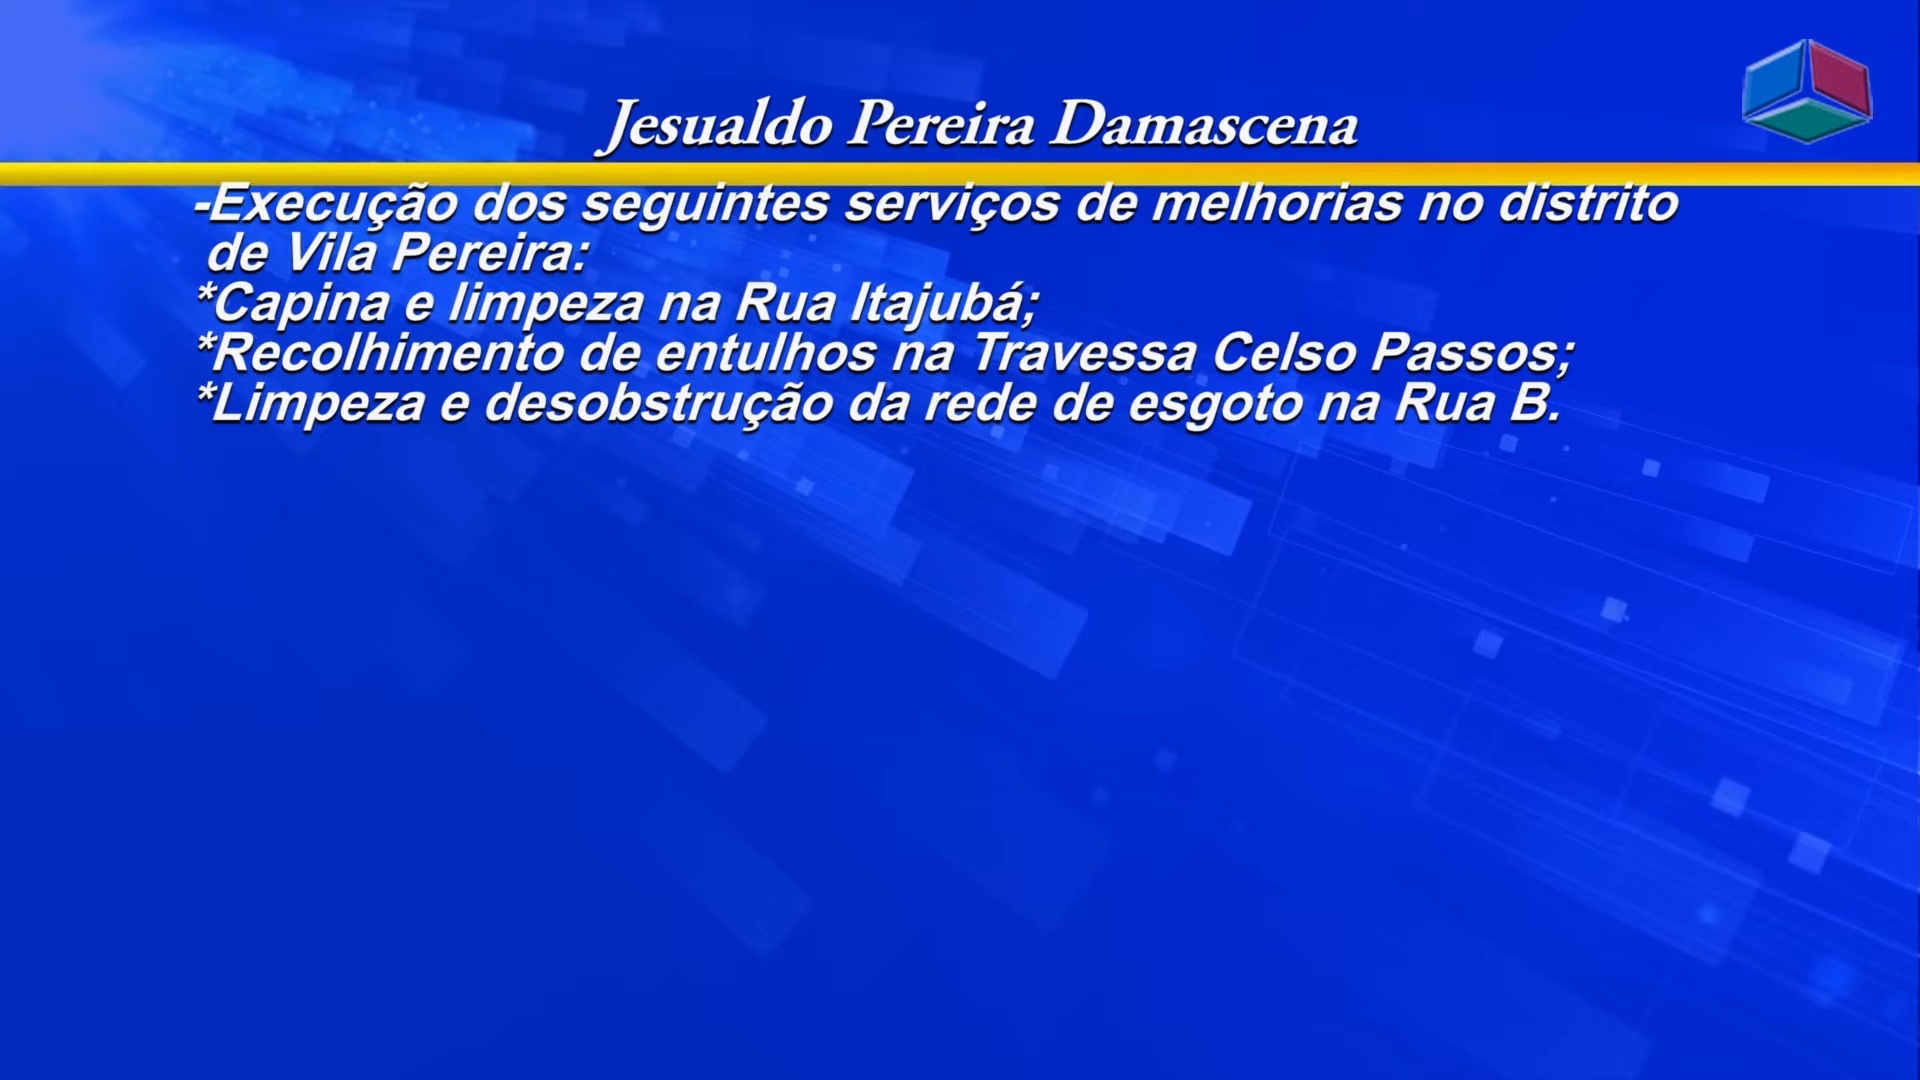 Jesualdo Pereira Damascena
-Execução dos seguintes serviços de melhorias no distrito
de Vila Pereira:
*Capina e limpeza na Rua Itajubá;
*Recolhimento de entulhos na Travessa Celso Passos;
*Limpeza e desobstrução da rede de esgoto na Rua B.